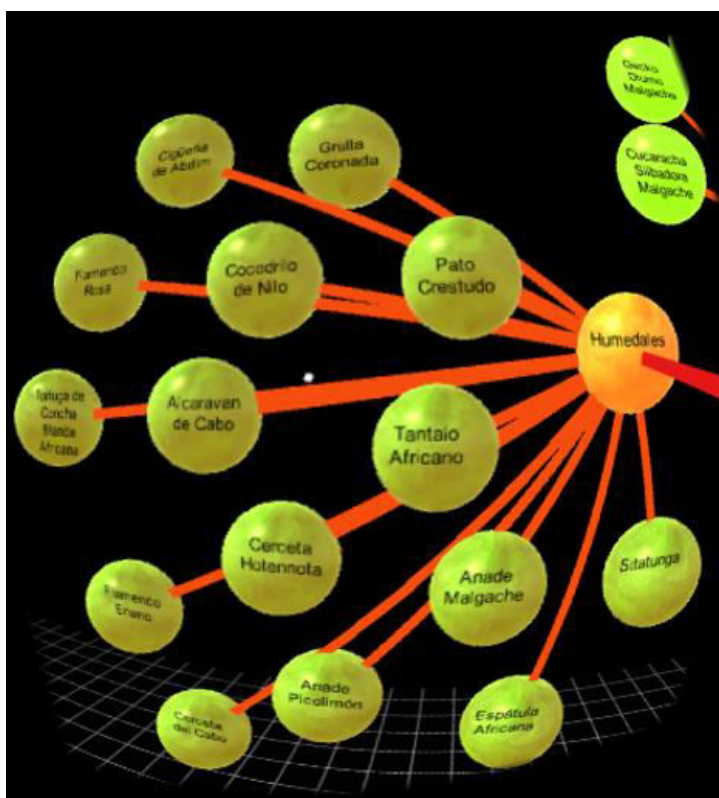 Gecko
Diurno
Malgache
Cucaracha
Silbadora
Malgache
Cigüeña
de Abdim
Grulla
Coronada
Flamenco
Rosa
Cocodrilo
de Nilo
Pato
Crestudo
Humedales
Tortuga de
Concha
Blanca
Africana
Alcaravan
de Cabo
Tantalo
Africano
Cerceta
Hotennota
Flamenco
Enano
Anade
Malgache
Sitatunga
Anade
Picolimón
Cerceta
del Cabo
Espátula
Africana